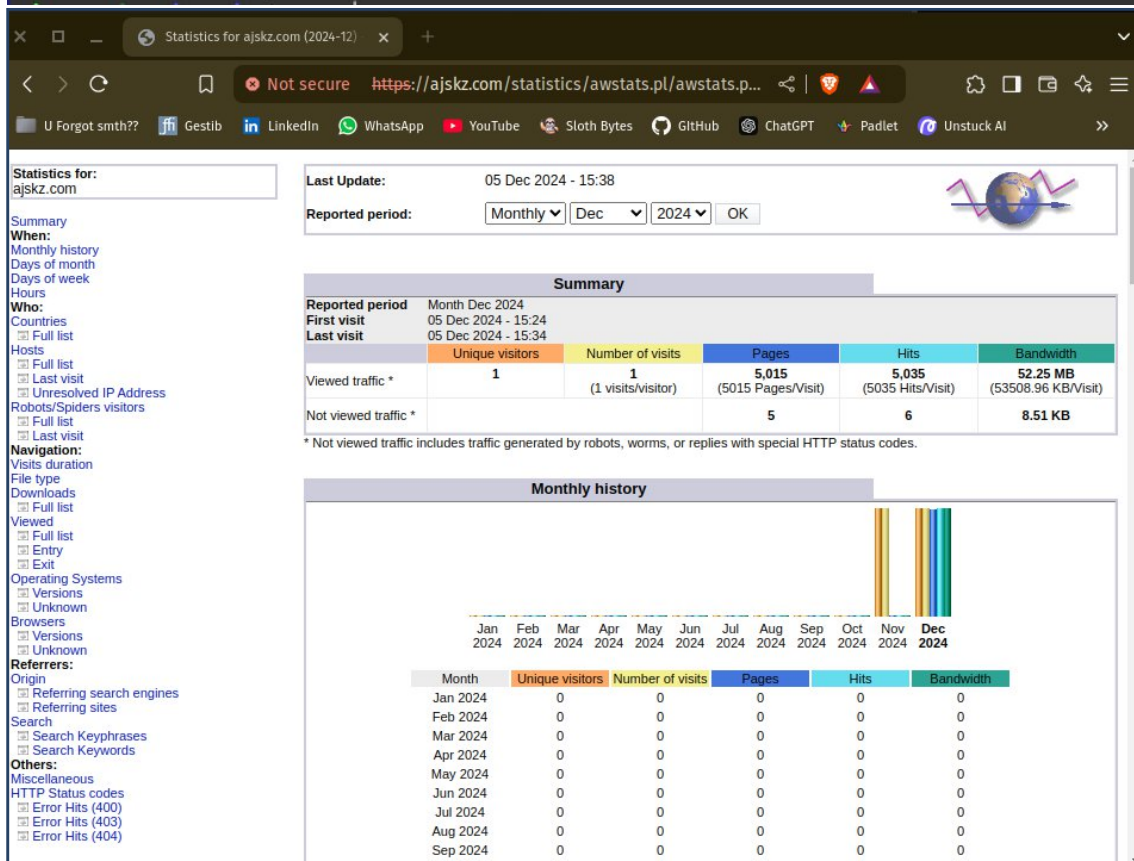 Statistics for ajskz.com (2024-12)
Not secure https://ajskz.com/statistics/awstats.pl/awstats.p...
U Forgot smth?? Gestib LinkedIn WhatsApp YouTube Sloth Bytes GItHub ChatGPT Padlet Unstuck AI
Statistics for:
ajskz.com
Summary
When:
Monthly history
Days of month
Days of week
Hours
Who:
Countries
Full list
Hosts
Full list
Last visit
Unresolved IP Address
Robots/Spiders visitors
Full list
Last visit
Navigation:
Visits duration
File type
Downloads
Full list
Viewed
Full list
Entry
Exit
Operating Systems
Versions
Unknown
Browsers
Versions
Unknown
Referrers:
Origin
Referring search engines
Referring sites
Search
Search Keyphrases
Search Keywords
Others:
Miscellaneous
HTTP Status codes
Error Hits (400)
Error Hits (403)
Error Hits (404)
Last Update: 05 Dec 2024 - 15:38
Reported period: Monthly Dec 2024 OK
Summary
Reported period Month Dec 2024
First visit 05 Dec 2024 - 15:24
Last visit 05 Dec 2024 - 15:34
Unique visitors Number of visits Pages Hits Bandwidth
Viewed traffic * 1 1 5,015 5,035 52.25 MB
(1 visits/visitor) (5015 Pages/Visit) (5035 Hits/Visit) (53508.96 KB/Visit)
Not viewed traffic * 5 6 8.51 KB
* Not viewed traffic includes traffic generated by robots, worms, or replies with special HTTP status codes.
Monthly history
Jan Feb Mar Apr May Jun Jul Aug Sep Oct Nov Dec
2024 2024 2024 2024 2024 2024 2024 2024 2024 2024 2024 2024
Month Unique visitors Number of visits Pages Hits Bandwidth
Jan 2024 0 0 0 0 0
Feb 2024 0 0 0 0 0
Mar 2024 0 0 0 0 0
Apr 2024 0 0 0 0 0
May 2024 0 0 0 0 0
Jun 2024 0 0 0 0 0
Jul 2024 0 0 0 0 0
Aug 2024 0 0 0 0 0
Sep 2024 0 0 0 0 0